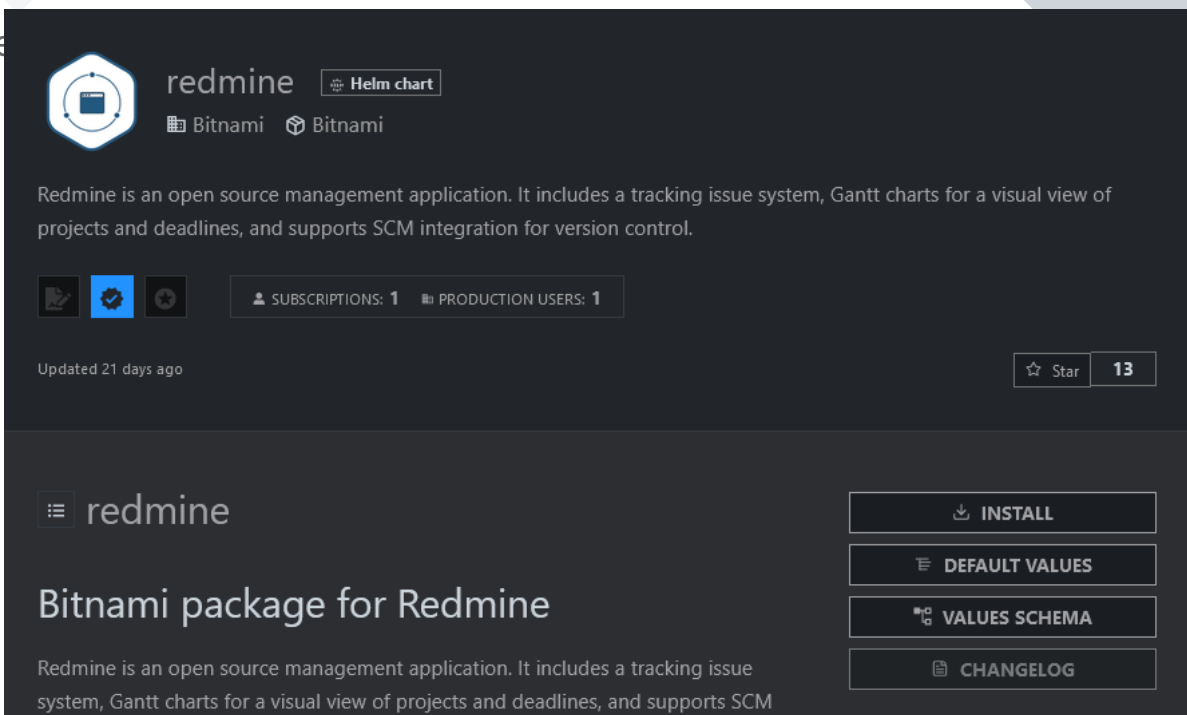 redmine Helm chart
Bitnami Bitnami
Redmine is an open source management application. It includes a tracking issue system, Gantt charts for a visual view of
projects and deadlines, and supports SCM integration for version control.
SUBSCRIPTIONS: 1 PRODUCTION USERS: 1
Updated 21 days ago
Star 13
redmine
INSTALL
DEFAULT VALUES
VALUES SCHEMA
CHANGELOG
Bitnami package for Redmine
Redmine is an open source management application. It includes a tracking issue
system, Gantt charts for a visual view of projects and deadlines, and supports SCM